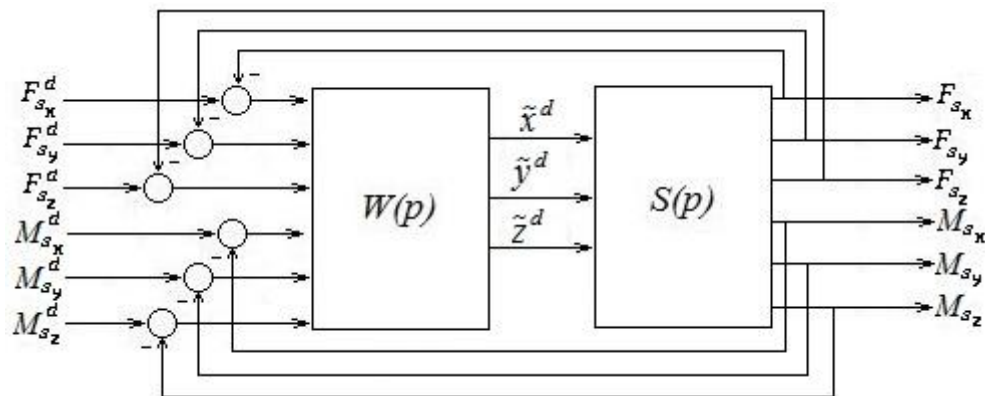 F_{s_x}^d
F_{s_y}^d
F_{s_z}^d
M_{s_x}^d
M_{s_y}^d
M_{s_z}^d
-
-
-
-
-
-
W(p)
x̃^d
ỹ^d
z̃^d
S(p)
F_{s_x}
F_{s_y}
F_{s_z}
M_{s_x}
M_{s_y}
M_{s_z}